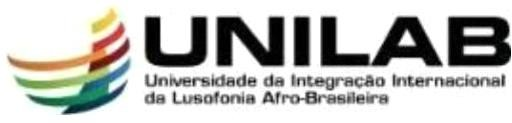 UNILAB
Universidade da Integração Internacional
da Lusofonia Afro-Brasileira